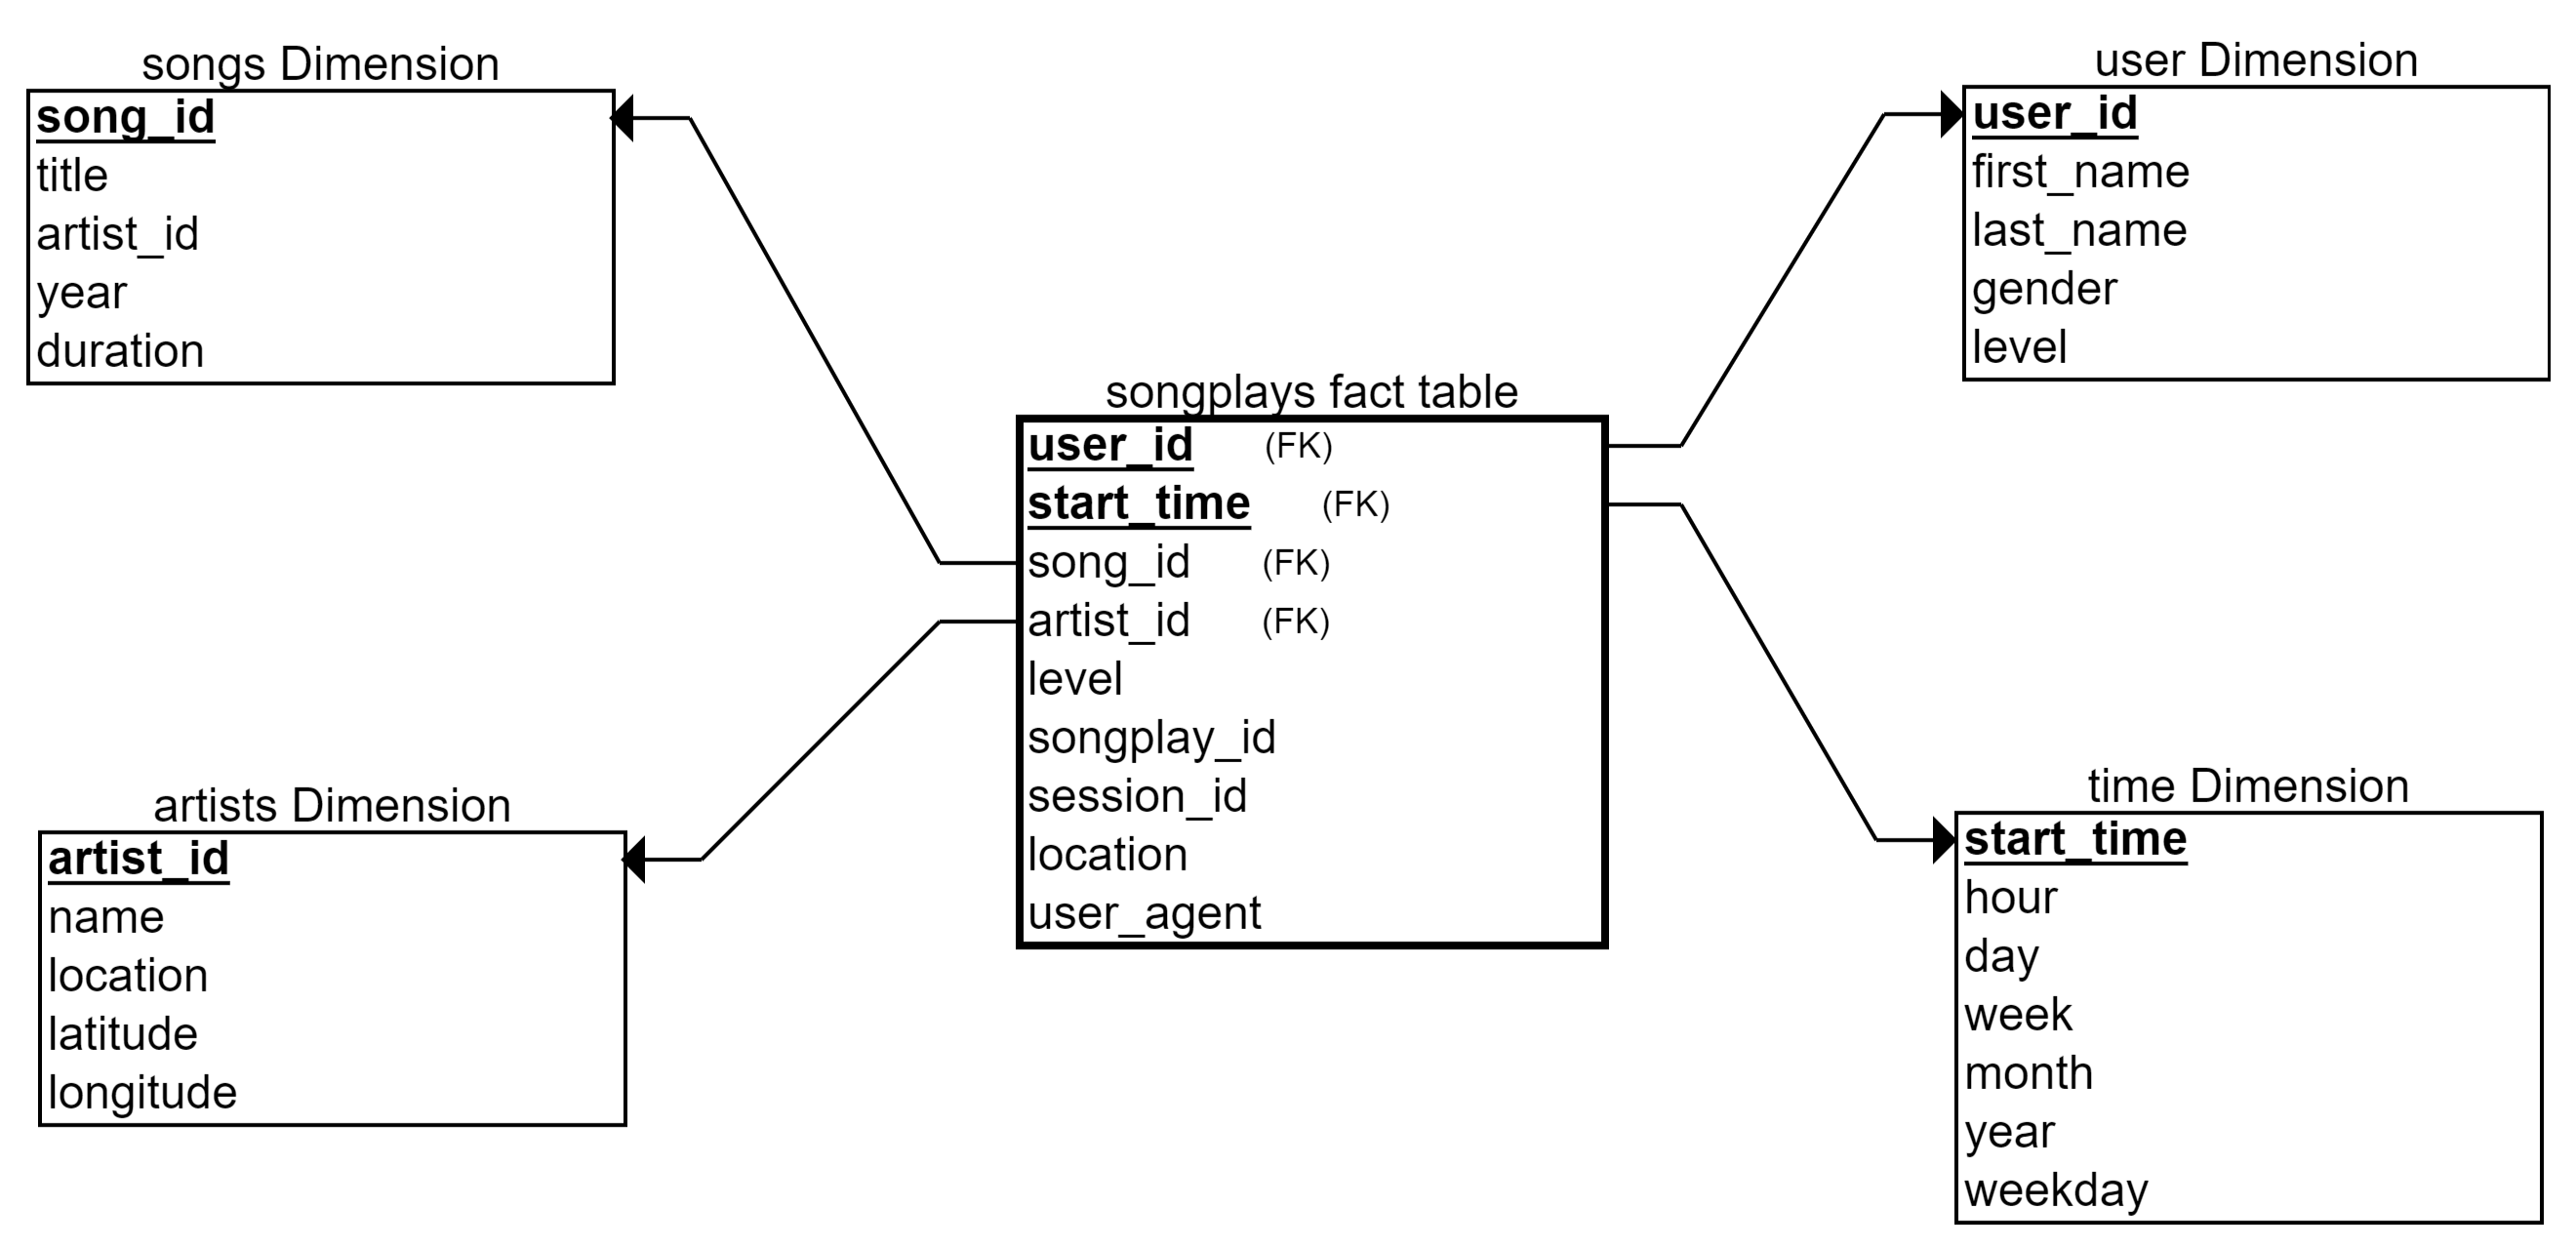 songs Dimension
song_id
title
artist_id
year
duration
user Dimension
user_id
first_name
last_name
gender
level
songplays fact table
user_id (FK)
start_time (FK)
song_id (FK)
artist_id (FK)
level
songplay_id
session_id
location
user_agent
artists Dimension
artist_id
name
location
latitude
longitude
time Dimension
start_time
hour
day
week
month
year
weekday